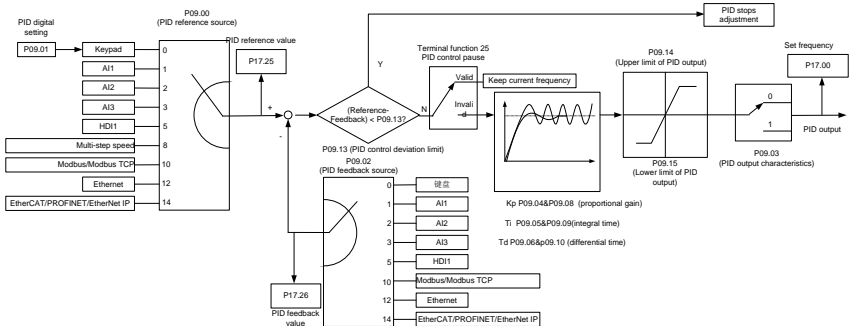 P09.00
(PID reference source)
PID digital
setting
P09.01
Keypad
0
AI1
1
AI2
2
AI3
3
HDI1
5
Multi-step speed
8
Modbus/Modbus TCP
10
Ethernet
12
EtherCAT/PROFINET/EtherNet IP
14
PID reference value
P17.25
+
-
Y
(Reference-
Feedback) < P09.13?
N
P09.13 (PID control deviation limit)
PID stops
adjustment
Terminal function 25
PID control pause
Valid
Invali
d
Keep current frequency
P09.14
(Upper limit of PID output)
P09.15
(Lower limit of PID
output)
Set frequency
P17.00
0
1
PID output
P09.03
(PID output characteristics)
Kp P09.04&P09.08 (proportional gain)
Ti P09.05&P09.09(integral time)
Td P09.06&p09.10 (differential time)
P09.02
(PID feedback source)
0
键盘
1
AI1
2
AI2
3
AI3
5
HDI1
10
Modbus/Modbus TCP
12
Ethernet
14
EtherCAT/PROFINET/EtherNet IP
P17.26
PID feedback
value